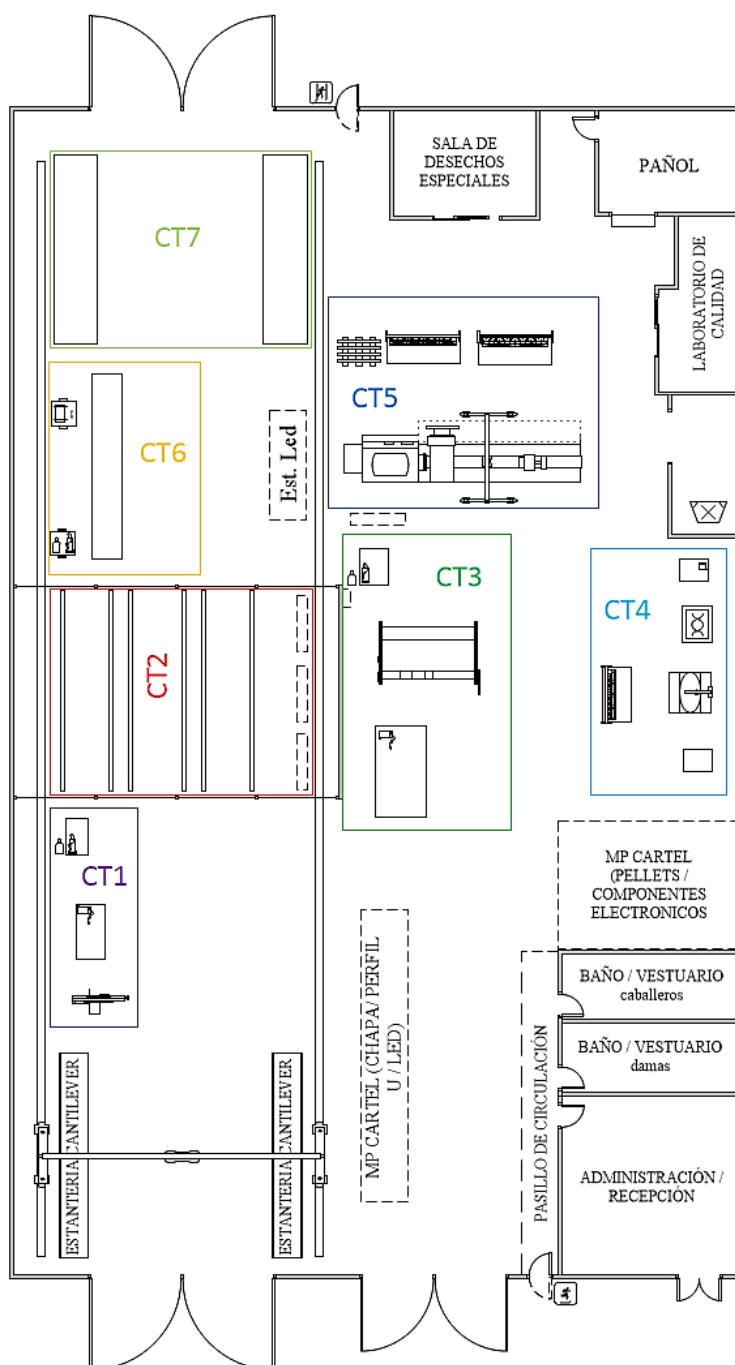 SALA DE
DESECHOS
ESPECIALES
PAÑOL
LABORATORIO DE
CALIDAD
CT7
CT5
CT6
Est. Led
CT3
CT4
CT2
CT1
MP CARTEL
(PELLETS /
COMPONENTES
ELECTRONICOS
MP CARTEL (CHAPA/ PERFIL
U / LED)
BAÑO / VESTUARIO
caballeros
BAÑO / VESTUARIO
damas
PASILLO DE CIRCULACIÓN
ESTANTERIA CANTILEVER
ESTANTERIA CANTILEVER
ADMINISTRACIÓN /
RECEPCIÓN